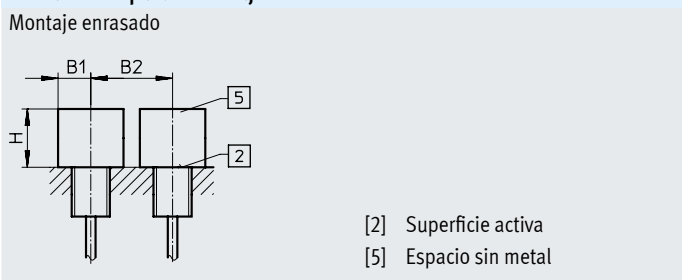 Montaje enrasado
B1
B2
5
H
2
[2] Superficie activa
[5] Espacio sin metal